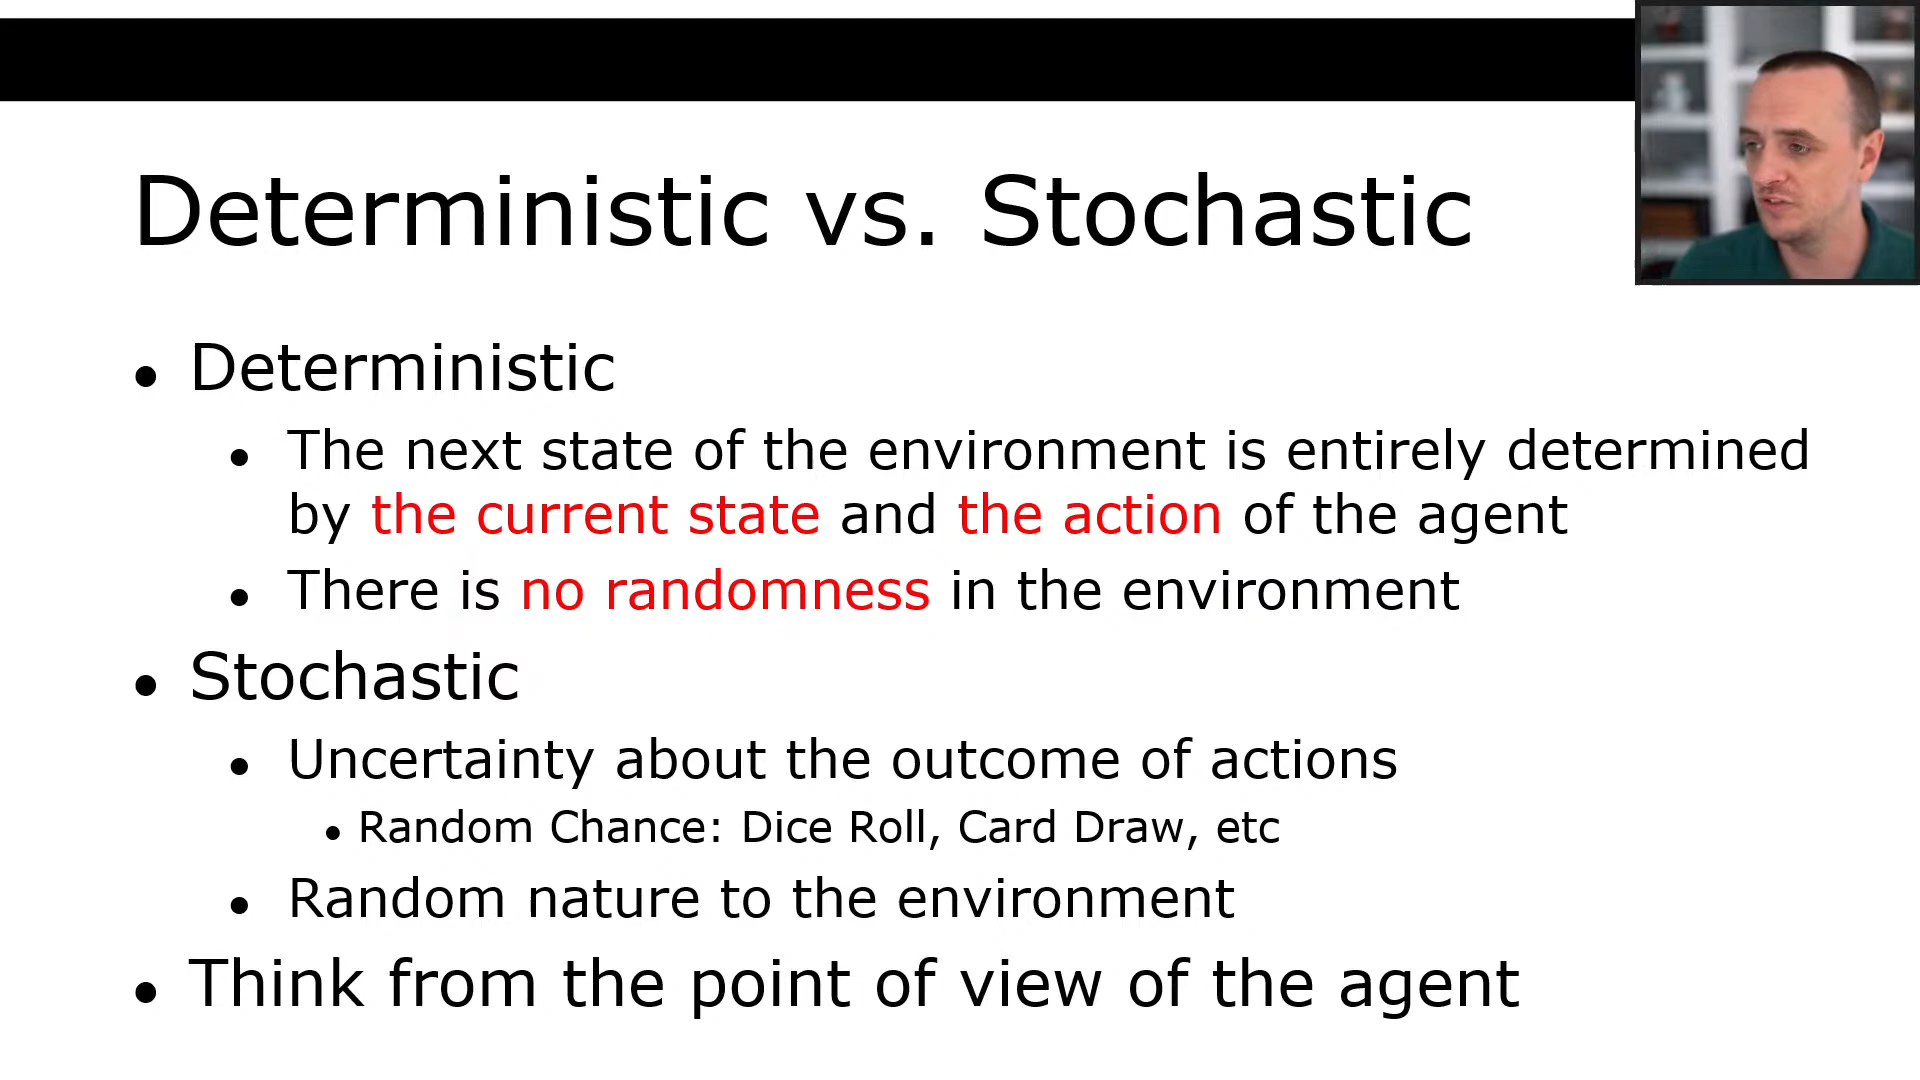 Deterministic vs. Stochastic
• Deterministic
• The next state of the environment is entirely determined
by the current state and the action of the agent
• There is no randomness in the environment
• Stochastic
• Uncertainty about the outcome of actions
• Random Chance: Dice Roll, Card Draw, etc
• Random nature to the environment
• Think from the point of view of the agent